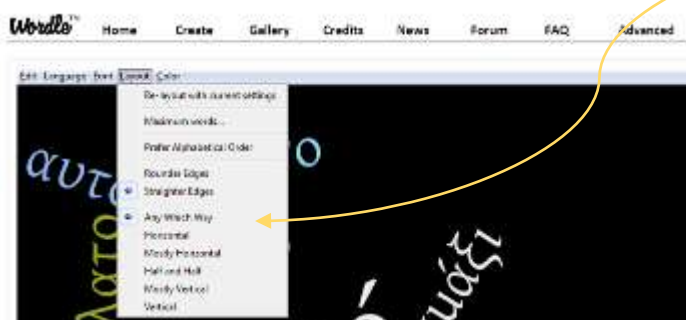 Wordle™ Home Create Gallery Credits News Forum FAQ Advanced
Edit Language Font Layout Color
Re-layout with current settings
Maximum words...
Prefer Alphabetical Order
Rounder Edges
Straighter Edges
Any Which Way
Horizontal
Mostly Horizontal
Half and Half
Mostly Vertical
Vertical